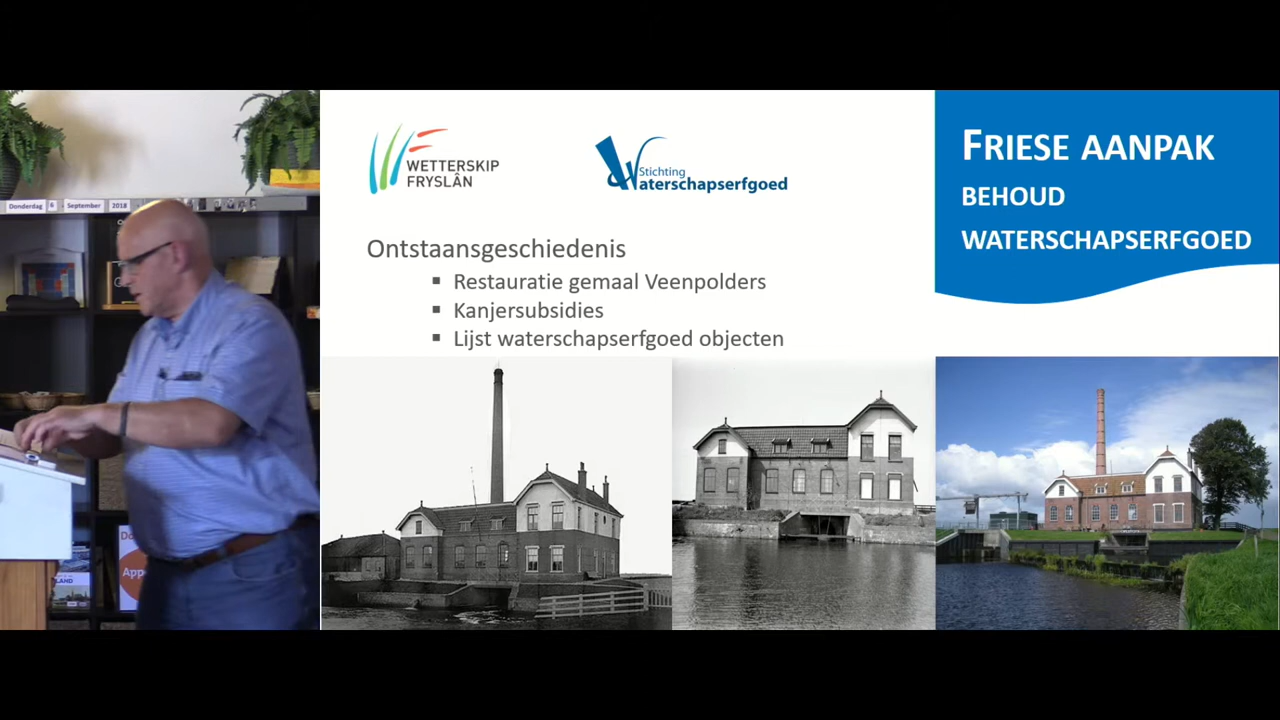 Donderdag 6 September 2018
WETTERSKIP
FRYSLÂN
Stichting
Waterschapserfgoed
FRIESE AANPAK
BEHOUD
WATERSCHAPSERFGOED
Ontstaansgeschiedenis
▪ Restauratie gemaal Veenpolders
▪ Kanjersubsidies
▪ Lijst waterschapserfgoed objecten